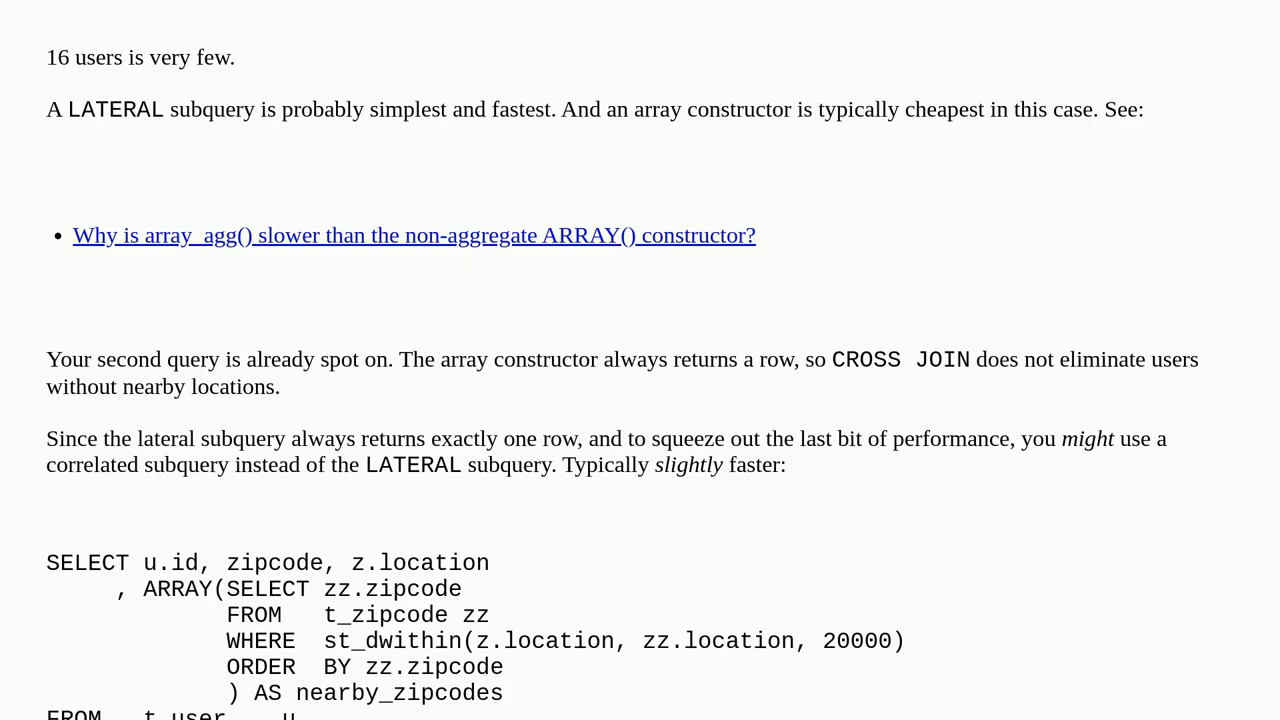 16 users is very few.
A LATERAL subquery is probably simplest and fastest. And an array constructor is typically cheapest in this case. See:
• Why is array_agg() slower than the non-aggregate ARRAY() constructor?
Your second query is already spot on. The array constructor always returns a row, so CROSS JOIN does not eliminate users
without nearby locations.
Since the lateral subquery always returns exactly one row, and to squeeze out the last bit of performance, you might use a
correlated subquery instead of the LATERAL subquery. Typically slightly faster:
SELECT u.id, zipcode, z.location
     , ARRAY(SELECT zz.zipcode
             FROM   t_zipcode zz
             WHERE  st_dwithin(z.location, zz.location, 20000)
             ORDER  BY zz.zipcode
             ) AS nearby_zipcodes
FROM   t_user    u